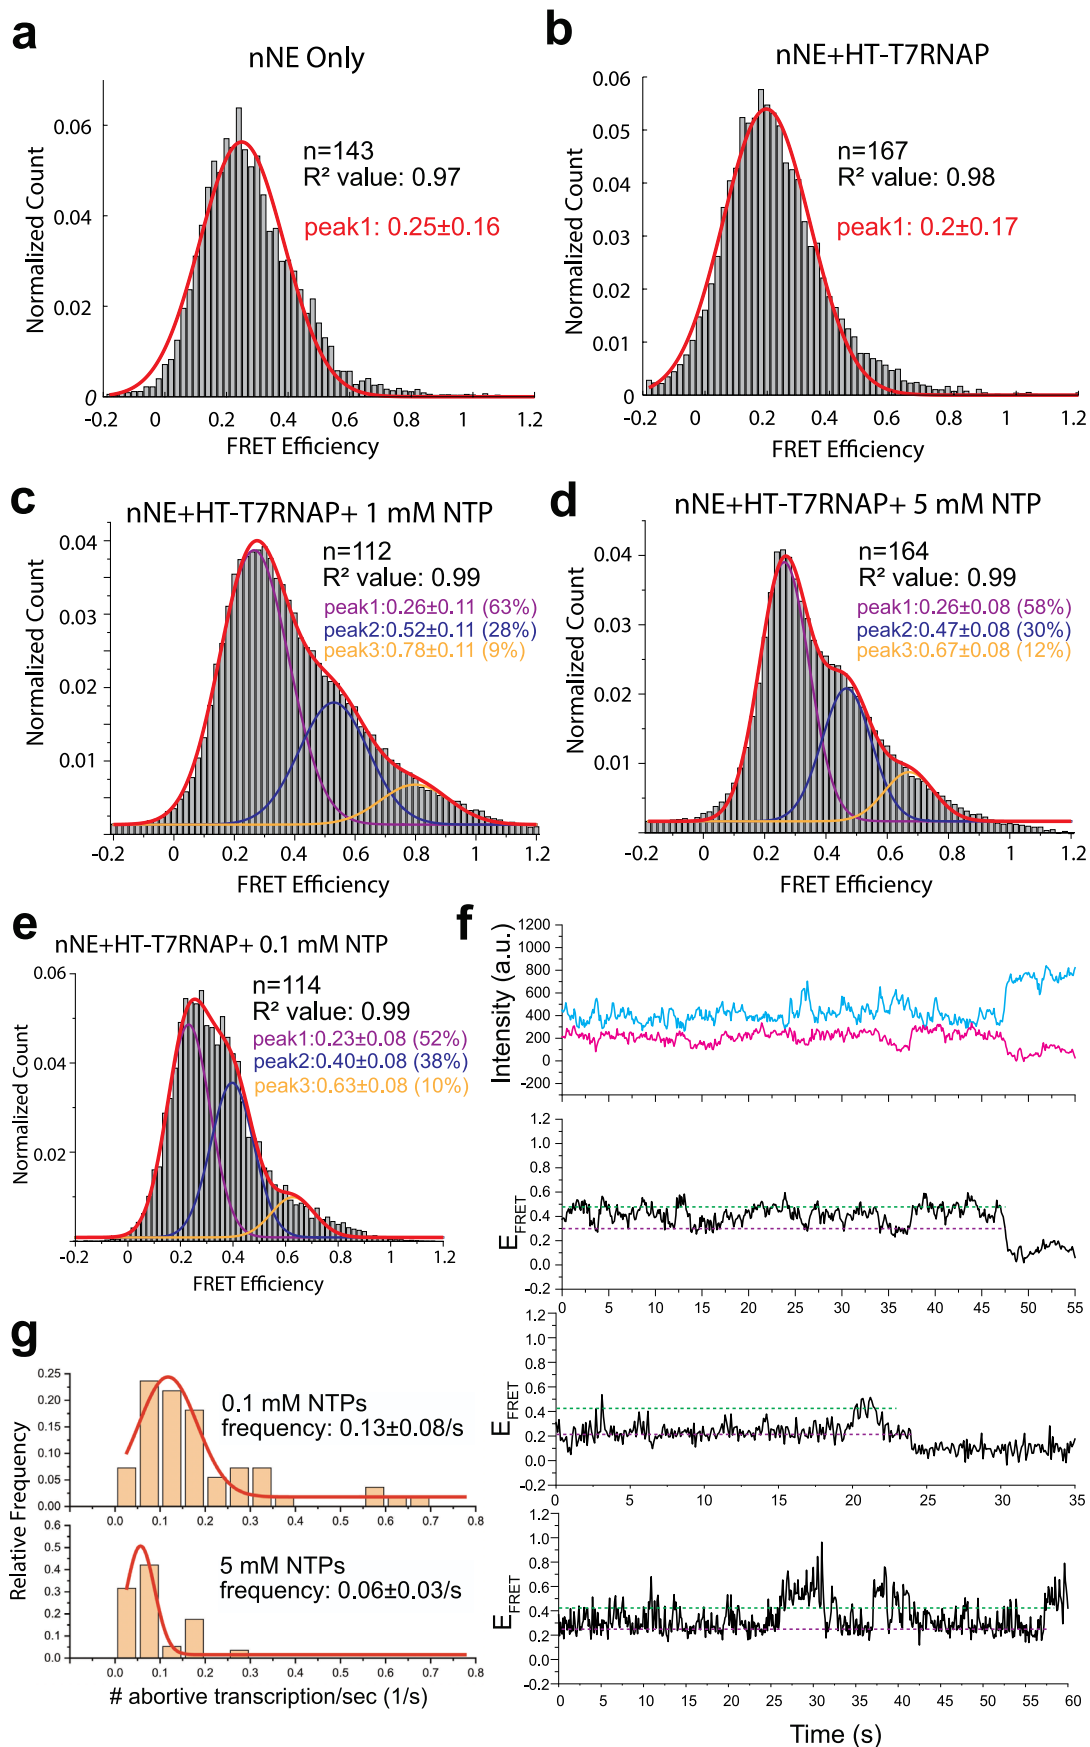 a
nNE Only
Normalized Count
0.06
0.04
0.02
0
n=143
R² value: 0.97
peak1: 0.25±0.16
-0.2 0 0.2 0.4 0.6 0.8 1 1.2
FRET Efficiency
b
nNE+HT-T7RNAP
Normalized Count
0.06
0.05
0.04
0.03
0.02
0.01
0
n=167
R² value: 0.98
peak1: 0.2±0.17
-0.2 0 0.2 0.4 0.6 0.8 1 1.2
FRET Efficiency
c
nNE+HT-T7RNAP+ 1 mM NTP
Normalized Count
0.04
0.03
0.02
0.01
n=112
R² value: 0.99
peak1:0.26±0.11 (63%)
peak2:0.52±0.11 (28%)
peak3:0.78±0.11 (9%)
-0.2 0 0.2 0.4 0.6 0.8 1 1.2
FRET Efficiency
d
nNE+HT-T7RNAP+ 5 mM NTP
Normalized Count
0.04
0.03
0.02
0.01
0
n=164
R² value: 0.99
peak1:0.26±0.08 (58%)
peak2:0.47±0.08 (30%)
peak3:0.67±0.08 (12%)
-0.2 0 0.2 0.4 0.6 0.8 1 1.2
FRET Efficiency
e
nNE+HT-T7RNAP+ 0.1 mM NTP
Normalized Count
0.06
0.04
0.02
n=114
R² value: 0.99
peak1:0.23±0.08 (52%)
peak2:0.40±0.08 (38%)
peak3:0.63±0.08 (10%)
-0.2 0 0.2 0.4 0.6 0.8 1 1.2
FRET Efficiency
f
Intensity (a.u.)
1200
1000
800
600
400
200
0
-200
EFRET
1.2
1.0
0.8
0.6
0.4
0.2
0.0
-0.2
0 5 10 15 20 25 30 35 40 45 50 55
EFRET
1.2
1.0
0.8
0.6
0.4
0.2
0.0
-0.2
0 5 10 15 20 25 30 35
EFRET
1.2
1.0
0.8
0.6
0.4
0.2
0.0
-0.2
0 5 10 15 20 25 30 35 40 45 50 55 60
Time (s)
g
Relative Frequency
0.25
0.20
0.15
0.10
0.05
0.00
0.1 mM NTPs
frequency: 0.13±0.08/s
0.0 0.1 0.2 0.3 0.4 0.5 0.6 0.7 0.8
0.6
0.5
0.4
0.3
0.2
0.1
0.0
5 mM NTPs
frequency: 0.06±0.03/s
0.0 0.1 0.2 0.3 0.4 0.5 0.6 0.7 0.8
# abortive transcription/sec (1/s)